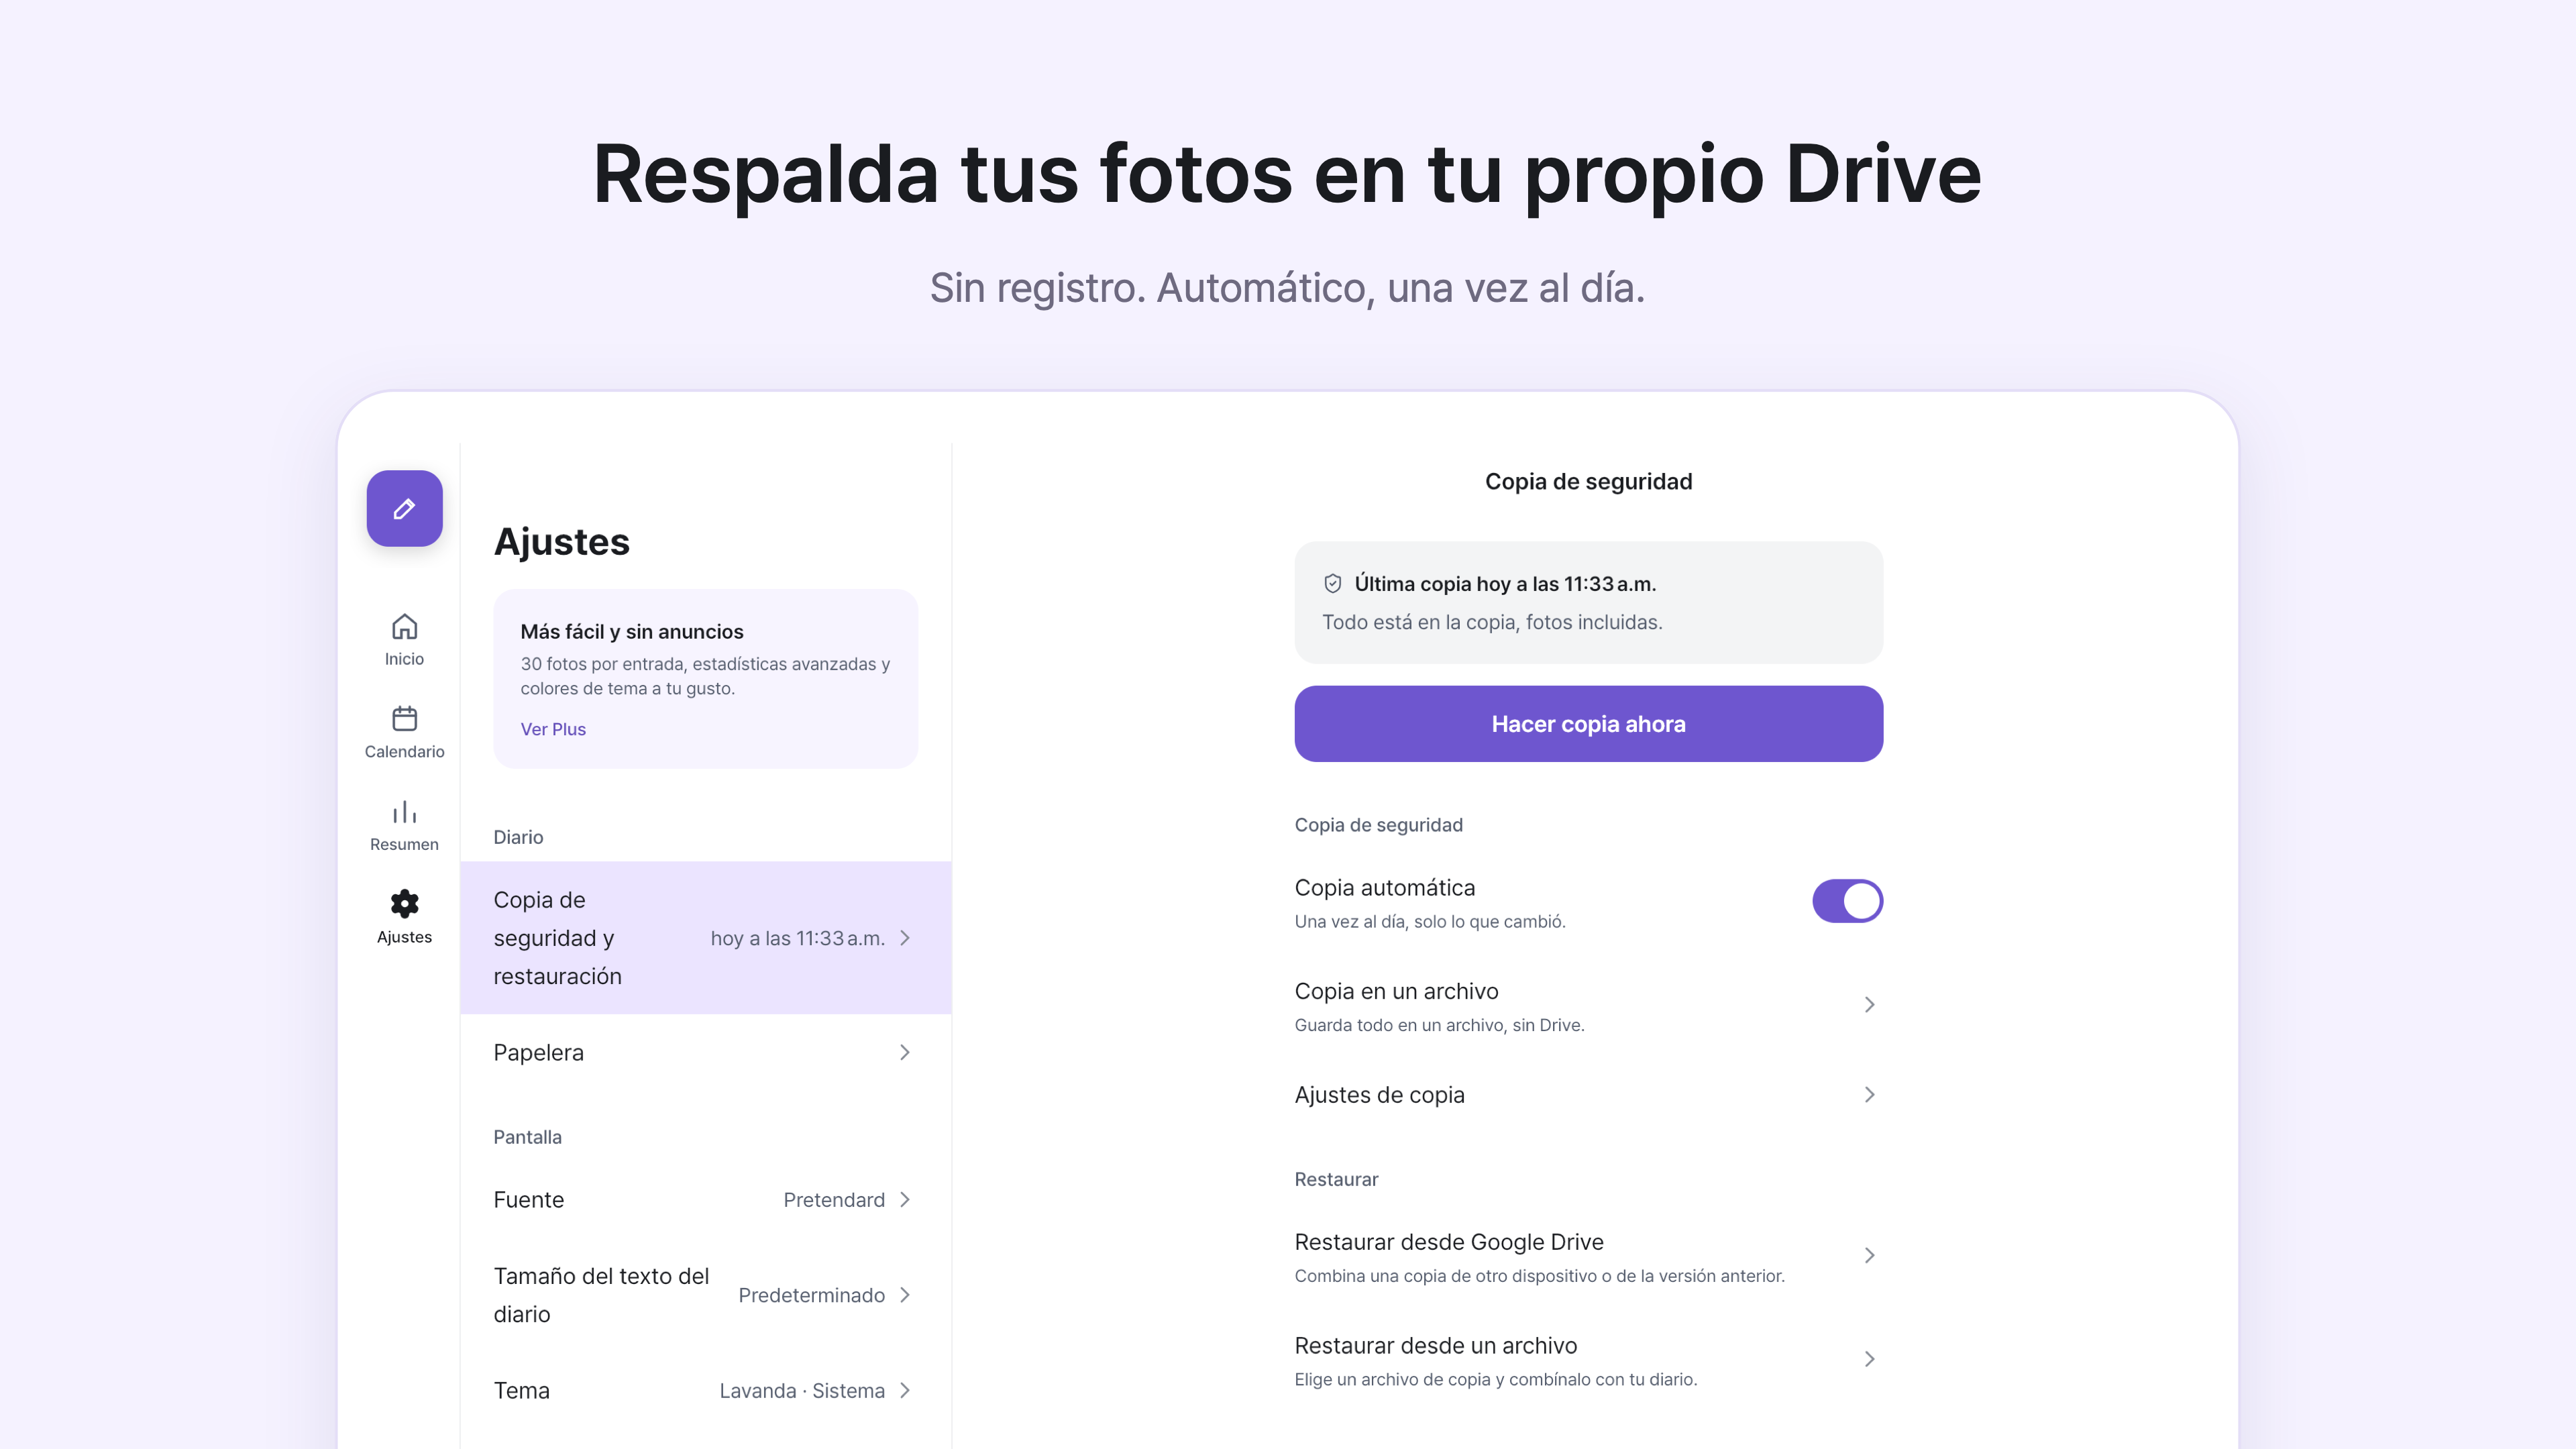 Respalda tus fotos en tu propio Drive
Sin registro. Automático, una vez al día.
Inicio
Calendario
Resumen
Ajustes
Ajustes
Más fácil y sin anuncios
30 fotos por entrada, estadísticas avanzadas y
colores de tema a tu gusto.
Ver Plus
Diario
Copia de
seguridad y
restauración
hoy a las 11:33 a.m.
Papelera
Pantalla
Fuente
Pretendard
Tamaño del texto del
diario
Predeterminado
Tema
Lavanda · Sistema
Copia de seguridad
Última copia hoy a las 11:33 a.m.
Todo está en la copia, fotos incluidas.
Hacer copia ahora
Copia de seguridad
Copia automática
Una vez al día, solo lo que cambió.
Copia en un archivo
Guarda todo en un archivo, sin Drive.
Ajustes de copia
Restaurar
Restaurar desde Google Drive
Combina una copia de otro dispositivo o de la versión anterior.
Restaurar desde un archivo
Elige un archivo de copia y combínalo con tu diario.